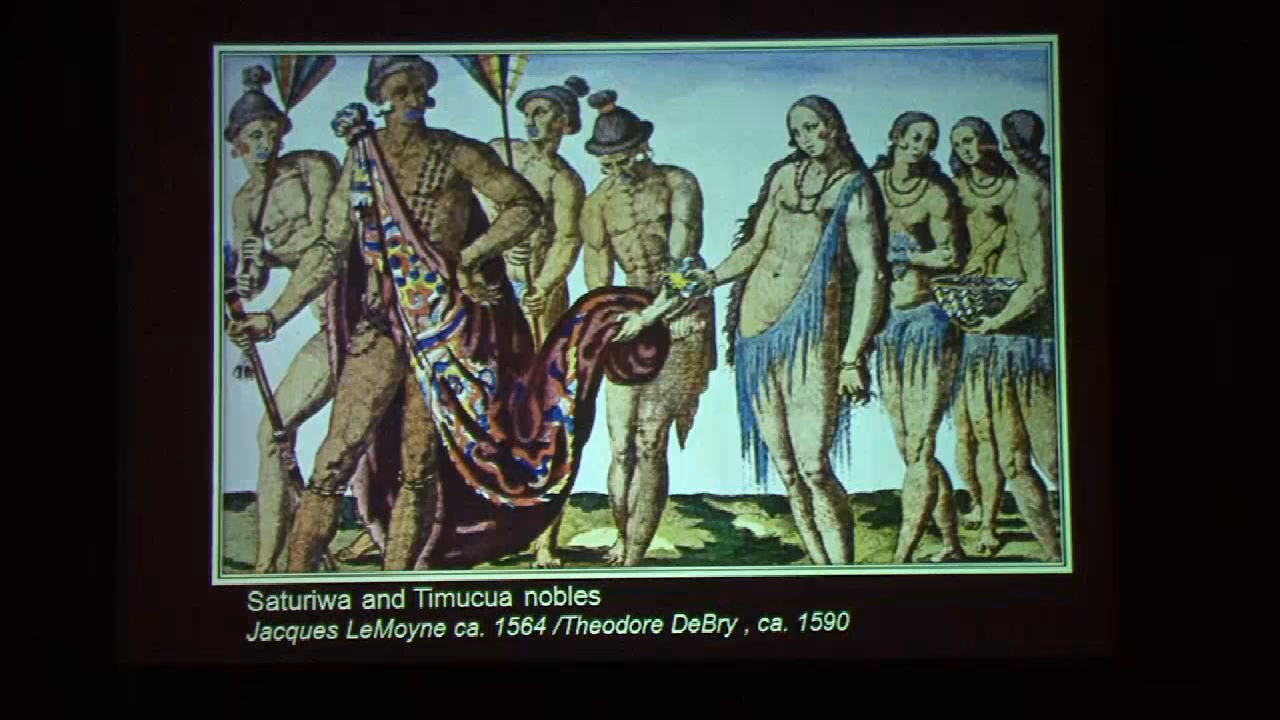 Saturiwa and Timucua nobles
Jacques LeMoyne ca. 1564 /Theodore DeBry , ca. 1590